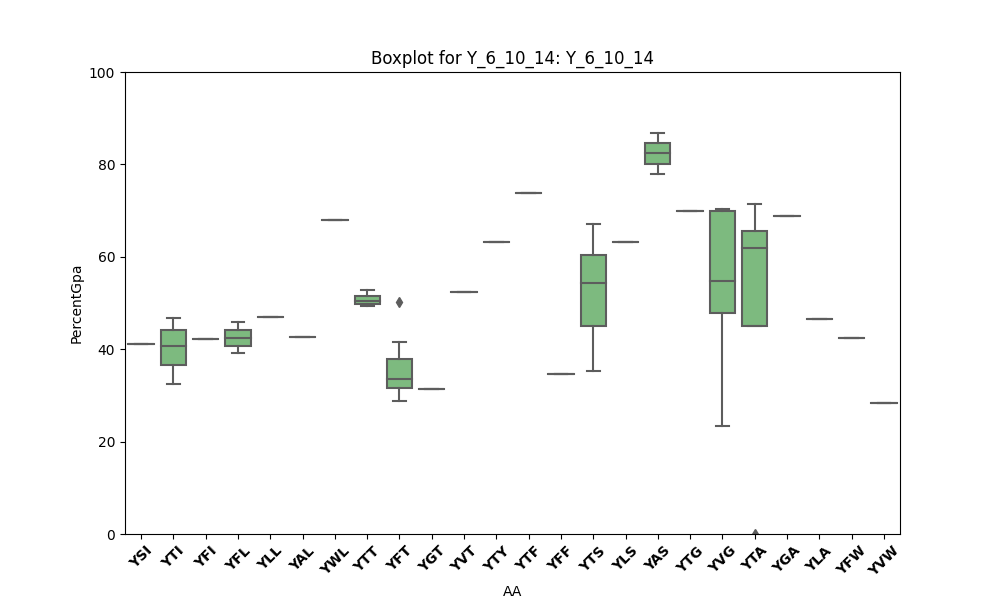 Boxplot for Y_6_10_14: Y_6_10_14
100
80
60
40
20
0
PercentGpa
YSI YTI YFI YFL YLL YAL YWL YTT YFT YGT YVT YTY YTF YFF YTS YLS YAS YTG YVG YTA YGA YLA YFW YVW
AA